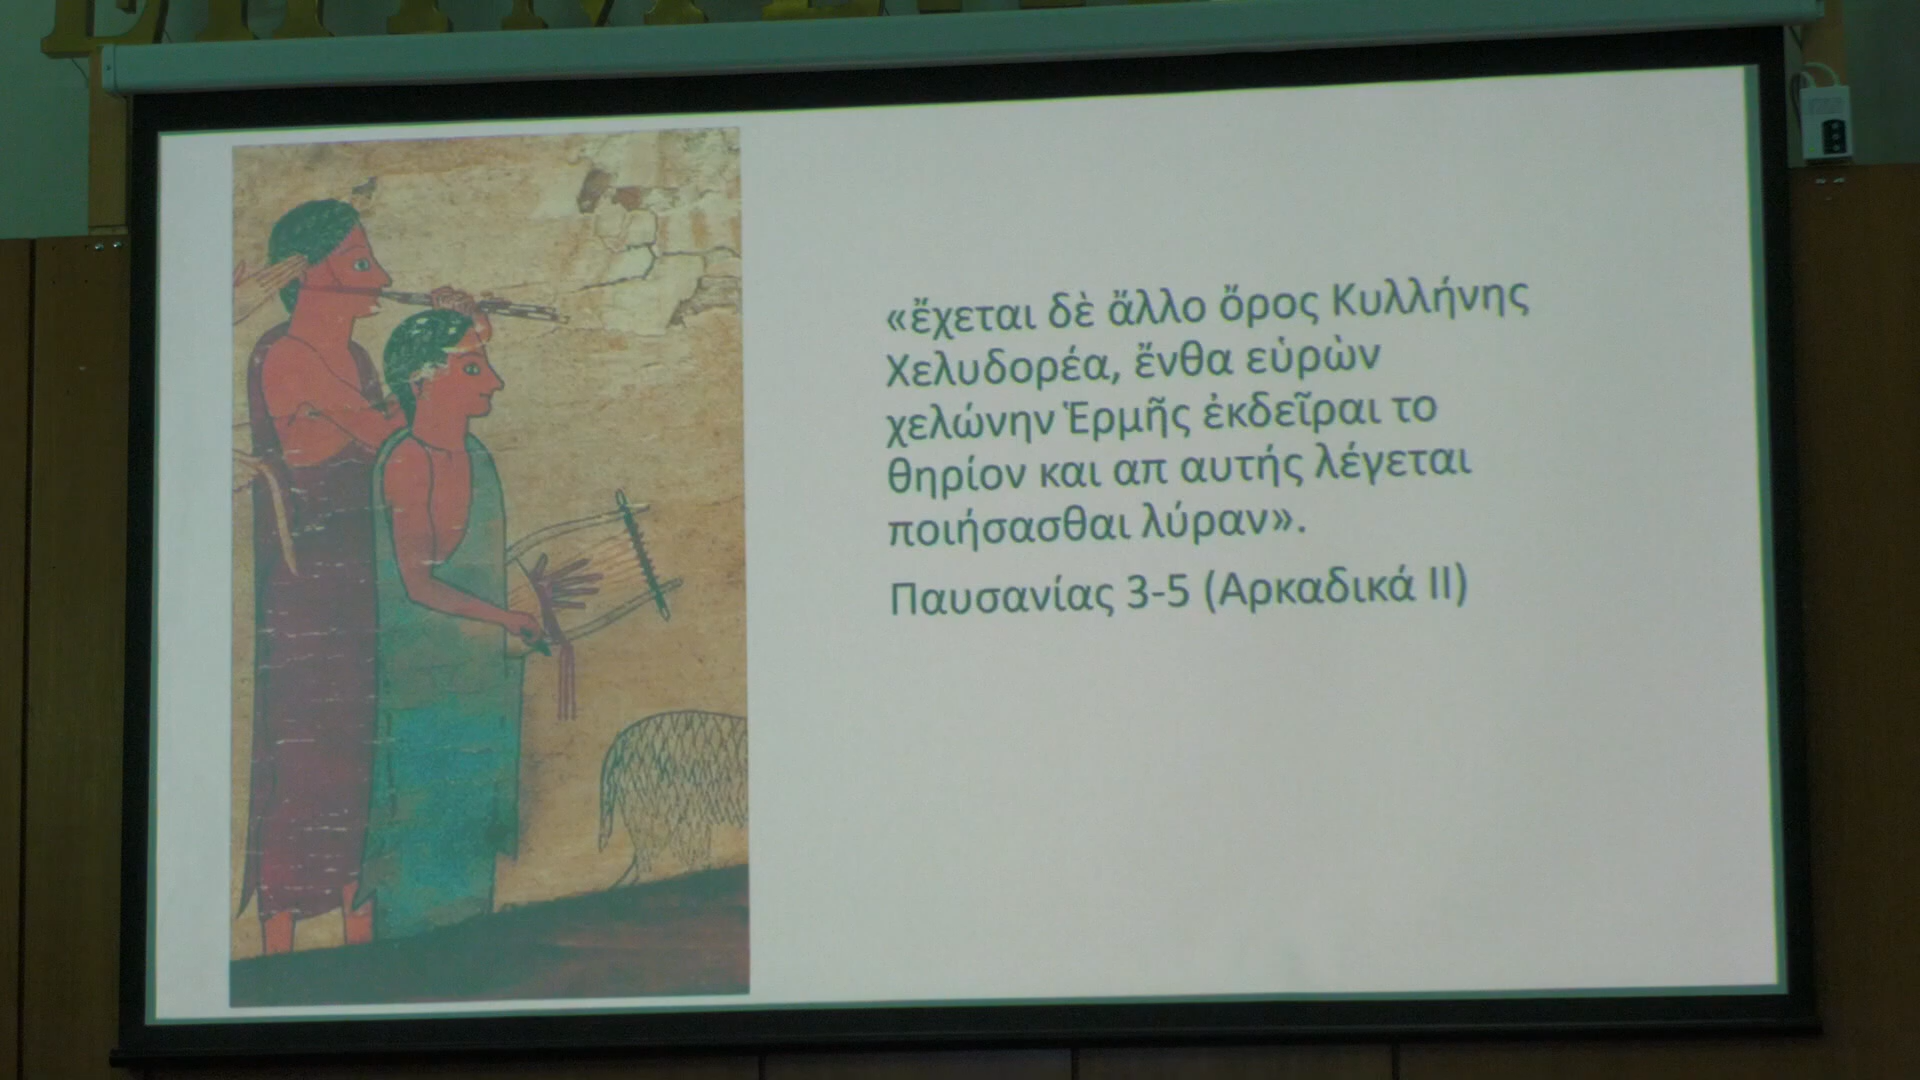 «ἔχεται δὲ ἄλλο ὄρος Κυλλήνης
Χελυδορέα, ἔνθα εὑρὼν
χελώνην Ἑρμῆς ἐκδεῖραι το
θηρίον και απ αυτής λέγεται
ποιήσασθαι λύραν».
Παυσανίας 3-5 (Αρκαδικά ΙΙ)